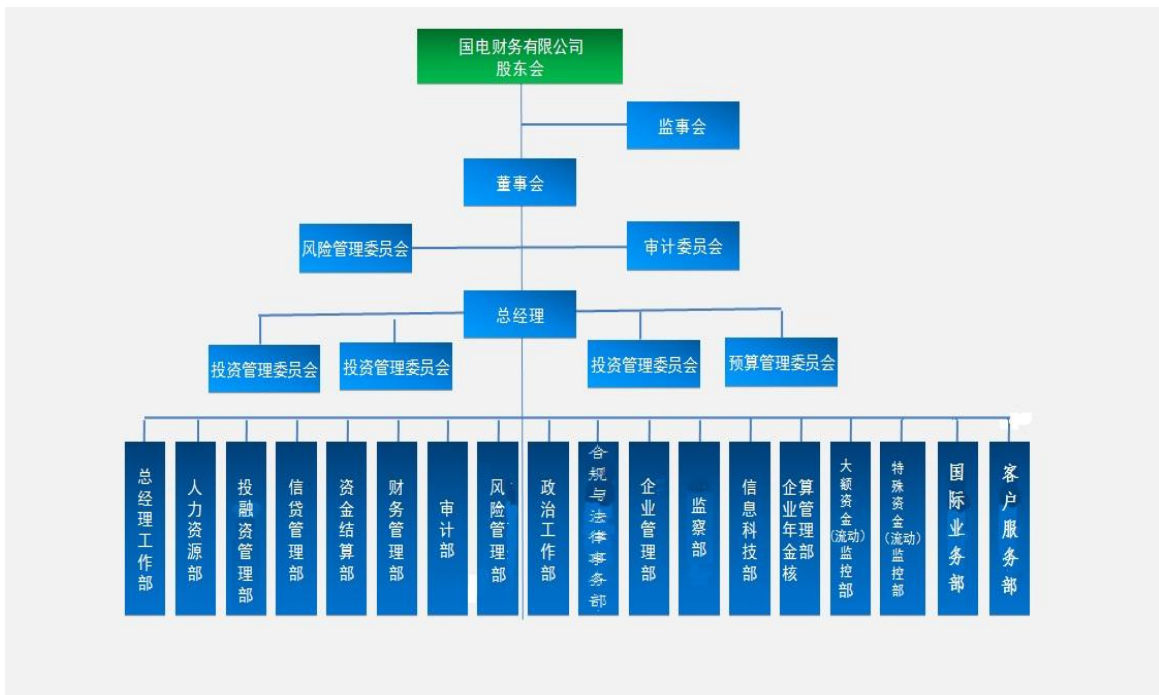 国电财务有限公司
股东会
监事会
董事会
风险管理委员会
审计委员会
总经理
投资管理委员会
投资管理委员会
投资管理委员会
预算管理委员会
总经理工作部
人力资源部
投融资管理部
信贷管理部
资金结算部
财务管理部
审计部
风险管理部
政治工作部
合规与法律事务部
企业管理部
监察部
信息科技部
企业年金核
算管理部
大额资金(流动)监控部
特殊资金(流动)监控部
国际业务部
客户服务部